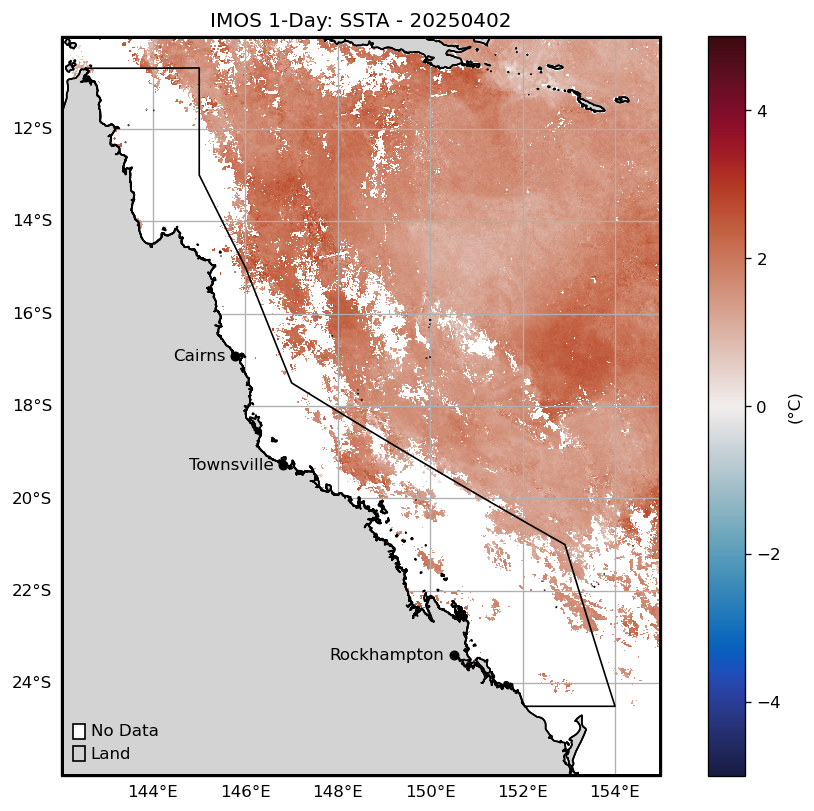 IMOS 1-Day: SSTA - 20250402
12°S
14°S
16°S
18°S
20°S
22°S
24°S
Cairns
Townsville
Rockhampton
No Data
Land
144°E 146°E 148°E 150°E 152°E 154°E
4
2
0
−2
−4
(°C)